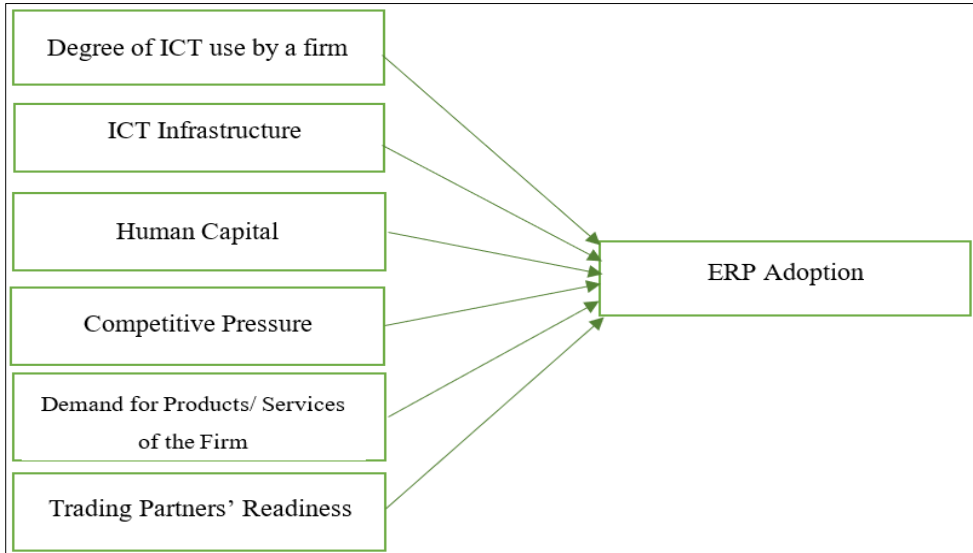 Degree of ICT use by a firm
ICT Infrastructure
Human Capital
Competitive Pressure
Demand for Products/ Services
of the Firm
Trading Partners’ Readiness
ERP Adoption